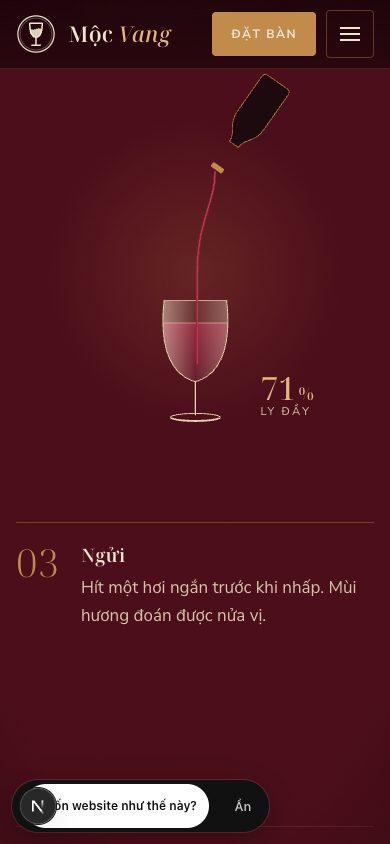 Mộc Vang
ĐẶT BÀN
71%
LY ĐẦY
03
Ngửi
Hít một hơi ngắn trước khi nhấp. Mùi
hương đoán được nửa vị.
N
website như thế này?
Ẩn